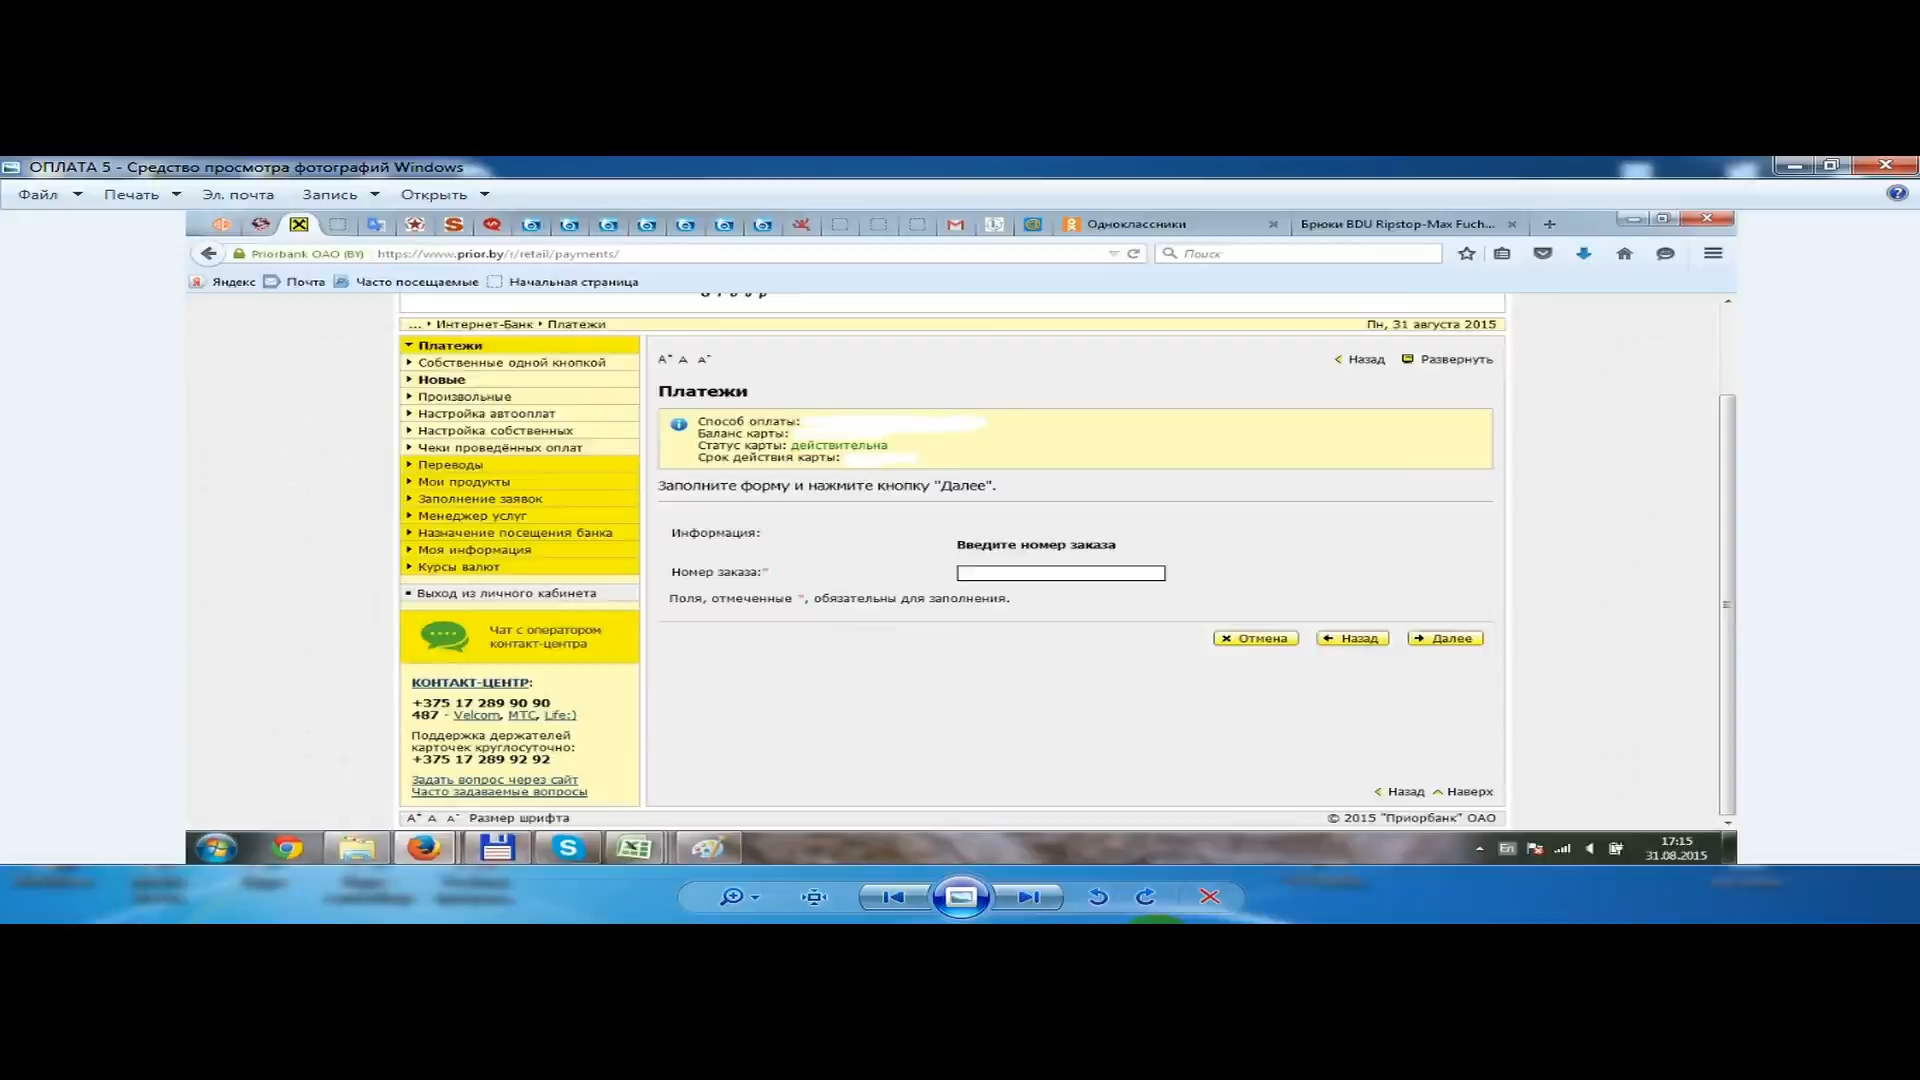 ОПЛАТА 5 - Средство просмотра фотографий Windows
Файл Печать Эл. почта Запись Открыть
Одноклассники Брюки BDU Ripstop-Max Fuch...
Priorbank OAO (BY) https://www.prior.by/r/retail/payments/ Поиск
Яндекс Почта Часто посещаемые Начальная страница
... Интернет-Банк Платежи Пн, 31 августа 2015
Платежи
Собственные одной кнопкой
Новые
Произвольные
Настройка автооплат
Настройка собственных
Чеки проведённых оплат
Переводы
Мои продукты
Заполнение заявок
Менеджер услуг
Назначение посещения банка
Моя информация
Курсы валют
Выход из личного кабинета
Чат с оператором
контакт-центра
КОНТАКТ-ЦЕНТР:
+375 17 289 90 90
487 - Velcom, МТС, Life:)
Поддержка держателей
карточек круглосуточно:
+375 17 289 92 92
Задать вопрос через сайт
Часто задаваемые вопросы
A+ A A- Назад Развернуть
Платежи
Способ оплаты:
Баланс карты:
Статус карты: действительна
Срок действия карты:
Заполните форму и нажмите кнопку "Далее".
Информация:
Введите номер заказа
Номер заказа:*
Поля, отмеченные *, обязательны для заполнения.
Отмена Назад Далее
Назад Наверх
A+ A A- Размер шрифта © 2015 "Приорбанк" ОАО
En 17:15
31.08.2015